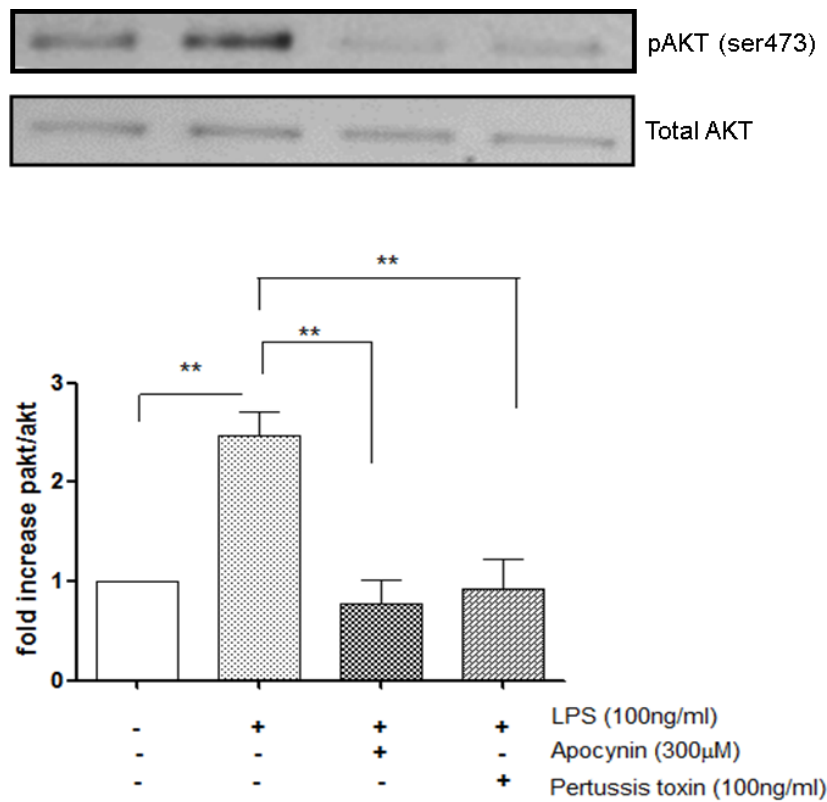 pAKT (ser473)
Total AKT
**
**
**
fold increase pakt/akt
3
2
1
0
- + + + LPS (100ng/ml)
- - + - Apocynin (300µM)
- - - + Pertussis toxin (100ng/ml)